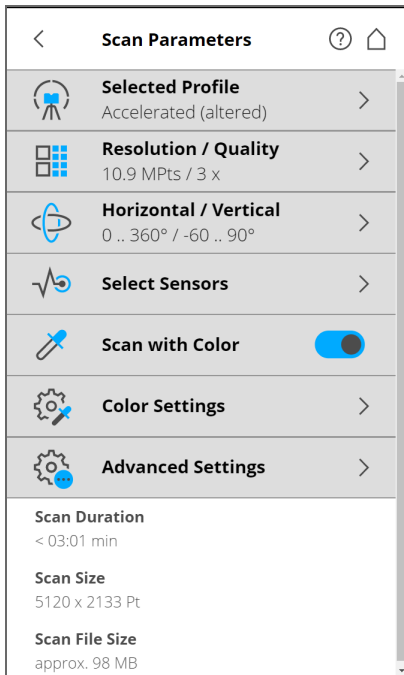 Scan Parameters
Selected Profile
Accelerated (altered)
Resolution / Quality
10.9 MPts / 3 x
Horizontal / Vertical
0 .. 360° / -60 .. 90°
Select Sensors
Scan with Color
Color Settings
Advanced Settings
Scan Duration
< 03:01 min
Scan Size
5120 x 2133 Pt
Scan File Size
approx. 98 MB